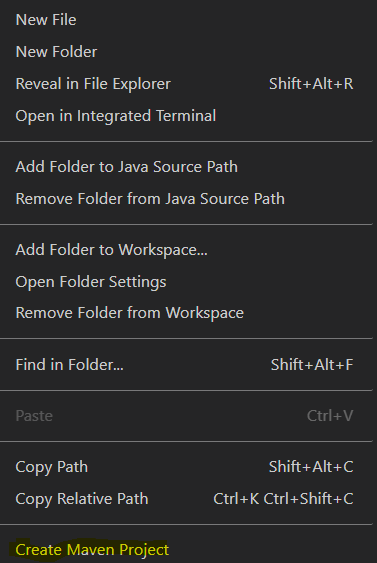 New File
New Folder
Reveal in File Explorer Shift+Alt+R
Open in Integrated Terminal
Add Folder to Java Source Path
Remove Folder from Java Source Path
Add Folder to Workspace...
Open Folder Settings
Remove Folder from Workspace
Find in Folder... Shift+Alt+F
Paste Ctrl+V
Copy Path Shift+Alt+C
Copy Relative Path Ctrl+K Ctrl+Shift+C
Create Maven Project